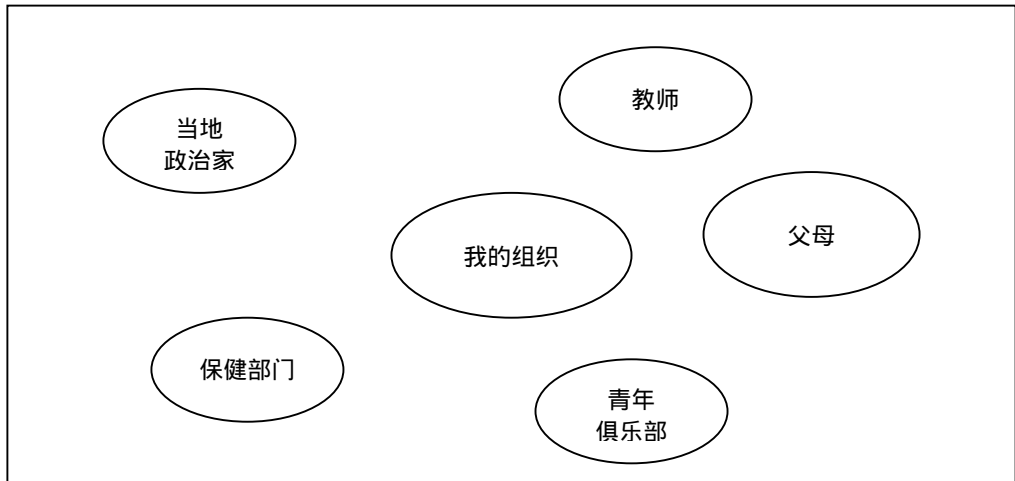 教师
当地
政治家
父母
我的组织
保健部门
青年
俱乐部